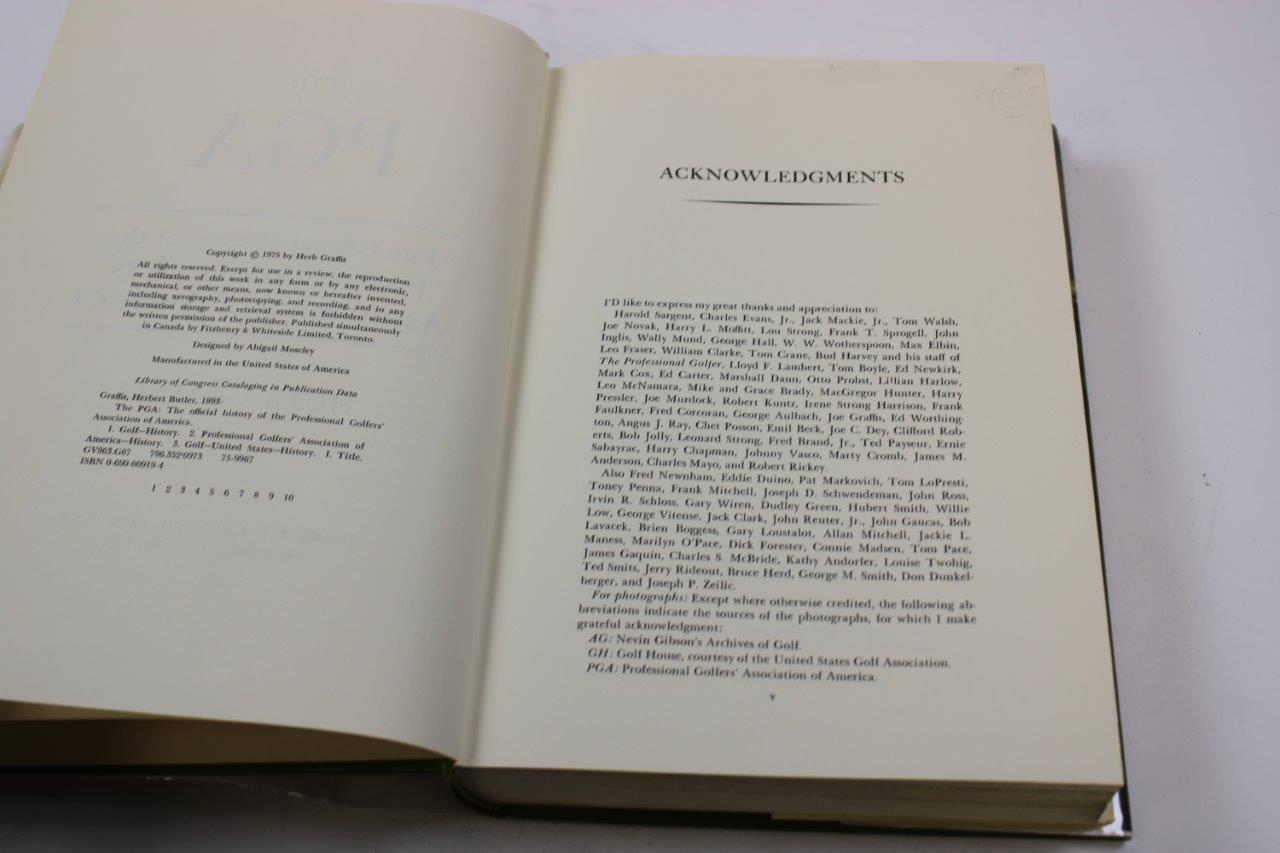 Copyright © 1975 by Herb Graffis
All rights reserved. Except for use in a review, the reproduction
or utilization of this work in any form or by any electronic,
mechanical, or other means, now known or hereafter invented,
including xerography, photocopying, and recording, and in any
information storage and retrieval system is forbidden without
the written permission of the publisher. Published simultaneously
in Canada by Fitzhenry & Whiteside Limited, Toronto.
Designed by Abigail Moseley
Manufactured in the United States of America
Library of Congress Cataloging in Publication Data
Graffis, Herbert Butler, 1893-
The PGA: The official history of the Professional Golfers'
Association of America.
1. Golf—History. 2. Professional Golfers' Association of
America—History. 3. Golf—United States—History. I. Title.
GV963.G67 796.352'0973 75-9967
ISBN 0-690-00919-4
1 2 3 4 5 6 7 8 9 10
ACKNOWLEDGMENTS
I'D like to express my great thanks and appreciation to:
Harold Sargent, Charles Evans, Jr., Jack Mackie, Jr., Tom Walsh,
Joe Novak, Harry L. Moffitt, Lou Strong, Frank T. Sprogell, John
Inglis, Wally Mund, George Hall, W. W. Wotherspoon, Max Elbin,
Leo Fraser, William Clarke, Tom Crane, Bud Harvey and his staff of
The Professional Golfer, Lloyd F. Lambert, Tom Boyle, Ed Newkirk,
Mark Cox, Ed Carter, Marshall Dann, Otto Probst, Lillian Harlow,
Leo McNamara, Mike and Grace Brady, MacGregor Hunter, Harry
Pressler, Joe Murdock, Robert Kuntz, Irene Strong Harrison, Frank
Faulkner, Fred Corcoran, George Aulbach, Joe Graffis, Ed Worthing-
ton, Angus J. Ray, Chet Posson, Emil Beck, Joe C. Dey, Clifford Rob-
erts, Bob Jolly, Leonard Strong, Fred Brand, Jr., Ted Payseur, Ernie
Sabayrac, Harry Chapman, Johnny Vasco, Marty Cromb, James M.
Anderson, Charles Mayo, and Robert Rickey.
Also Fred Newnham, Eddie Duino, Pat Markovich, Tom LoPresti,
Toney Penna, Frank Mitchell, Joseph D. Schwendeman, John Ross,
Irvin R. Schloss, Gary Wiren, Dudley Green, Hubert Smith, Willie
Low, George Vitense, Jack Clark, John Reuter, Jr., John Gaucas, Bob
Lavacek, Brien Boggess, Gary Loustalot, Allan Mitchell, Jackie L.
Maness, Marilyn O'Pace, Dick Forester, Connie Madsen, Tom Pace,
James Gaquin, Charles S. McBride, Kathy Andorfer, Louise Twohig,
Ted Smits, Jerry Rideout, Bruce Herd, George M. Smith, Don Dunkel-
berger, and Joseph P. Zeilic.
For photographs: Except where otherwise credited, the following ab-
breviations indicate the sources of the photographs, for which I make
grateful acknowledgment:
AG: Nevin Gibson's Archives of Golf.
GH: Golf House, courtesy of the United States Golf Association.
PGA: Professional Golfers' Association of America.
v